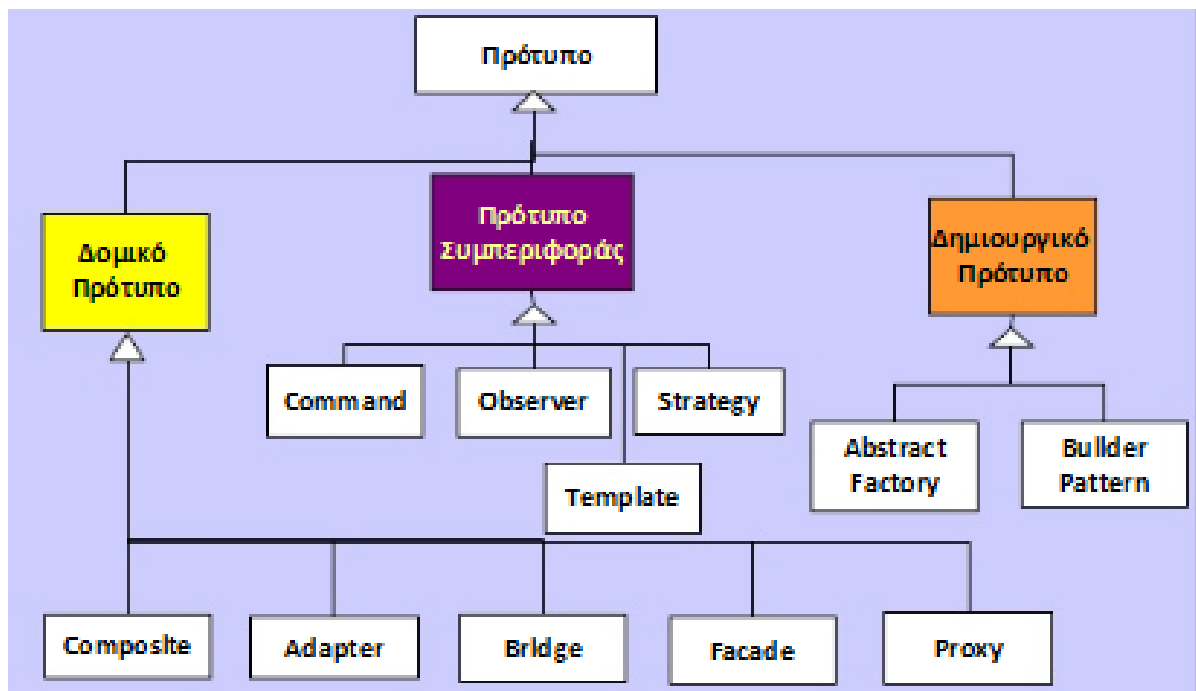 Πρότυπο
Δομικό
Πρότυπο
Πρότυπο
Συμπεριφοράς
Δημιουργικό
Πρότυπο
Command
Observer
Strategy
Template
Abstract
Factory
Builder
Pattern
Composite
Adapter
Bridge
Facade
Proxy